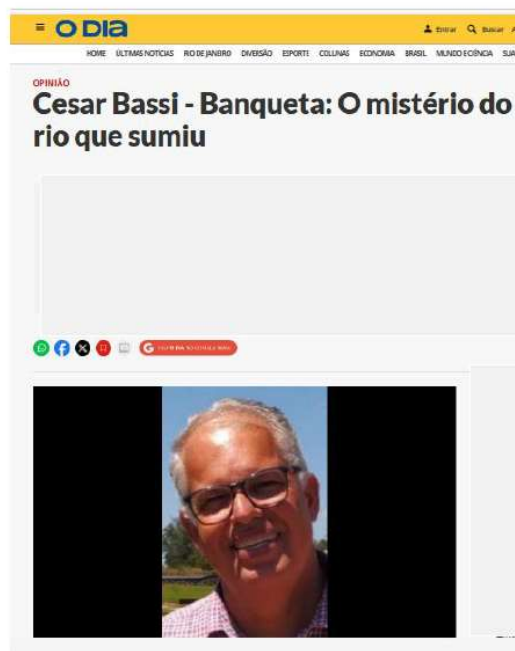 O DIA
Entrar
Buscar
HOME ÚLTIMAS NOTÍCIAS RIO DE JANEIRO DIVERSÃO ESPORTE COLUNAS ECONOMIA BRASIL MUNDO E CIÊNCIA SUA
OPINIÃO
Cesar Bassi - Banqueta: O mistério do
rio que sumiu